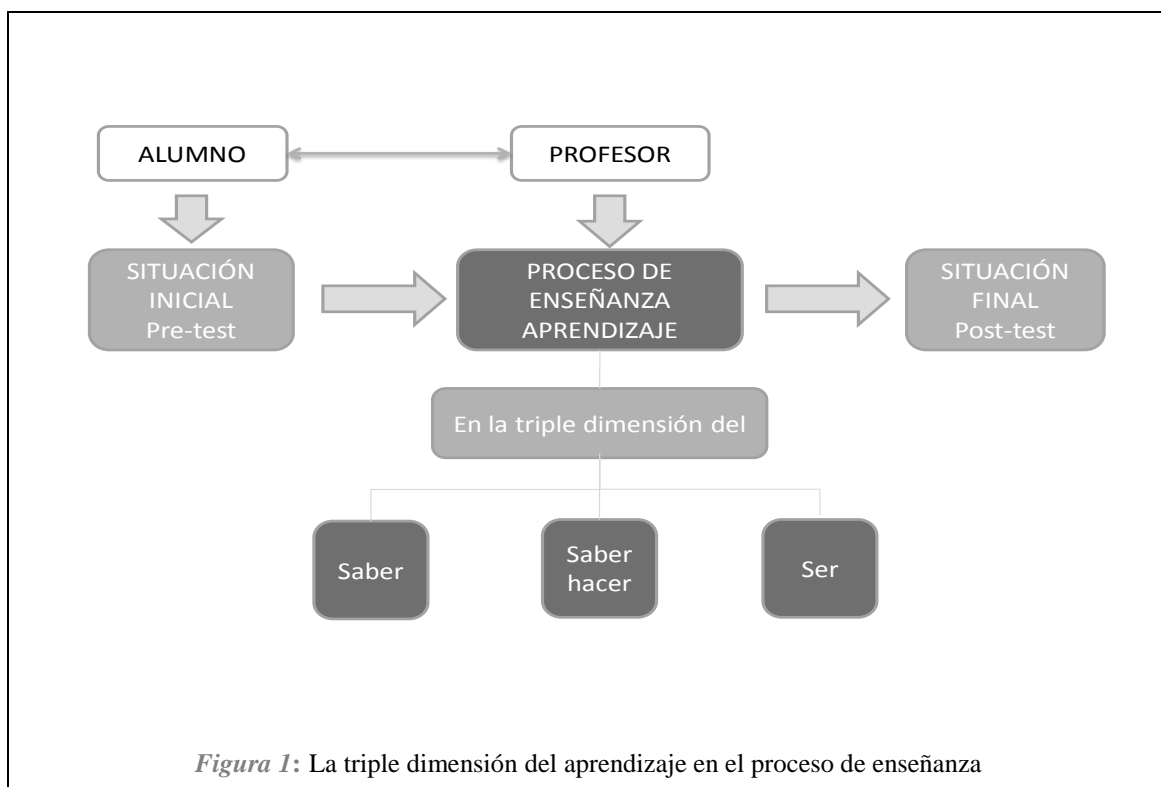 ALUMNO
PROFESOR
SITUACIÓN
INICIAL
Pre-test
PROCESO DE
ENSEÑANZA
APRENDIZAJE
SITUACIÓN
FINAL
Post-test
En la triple dimensión del
Saber
Saber
hacer
Ser
Figura 1: La triple dimensión del aprendizaje en el proceso de enseñanza